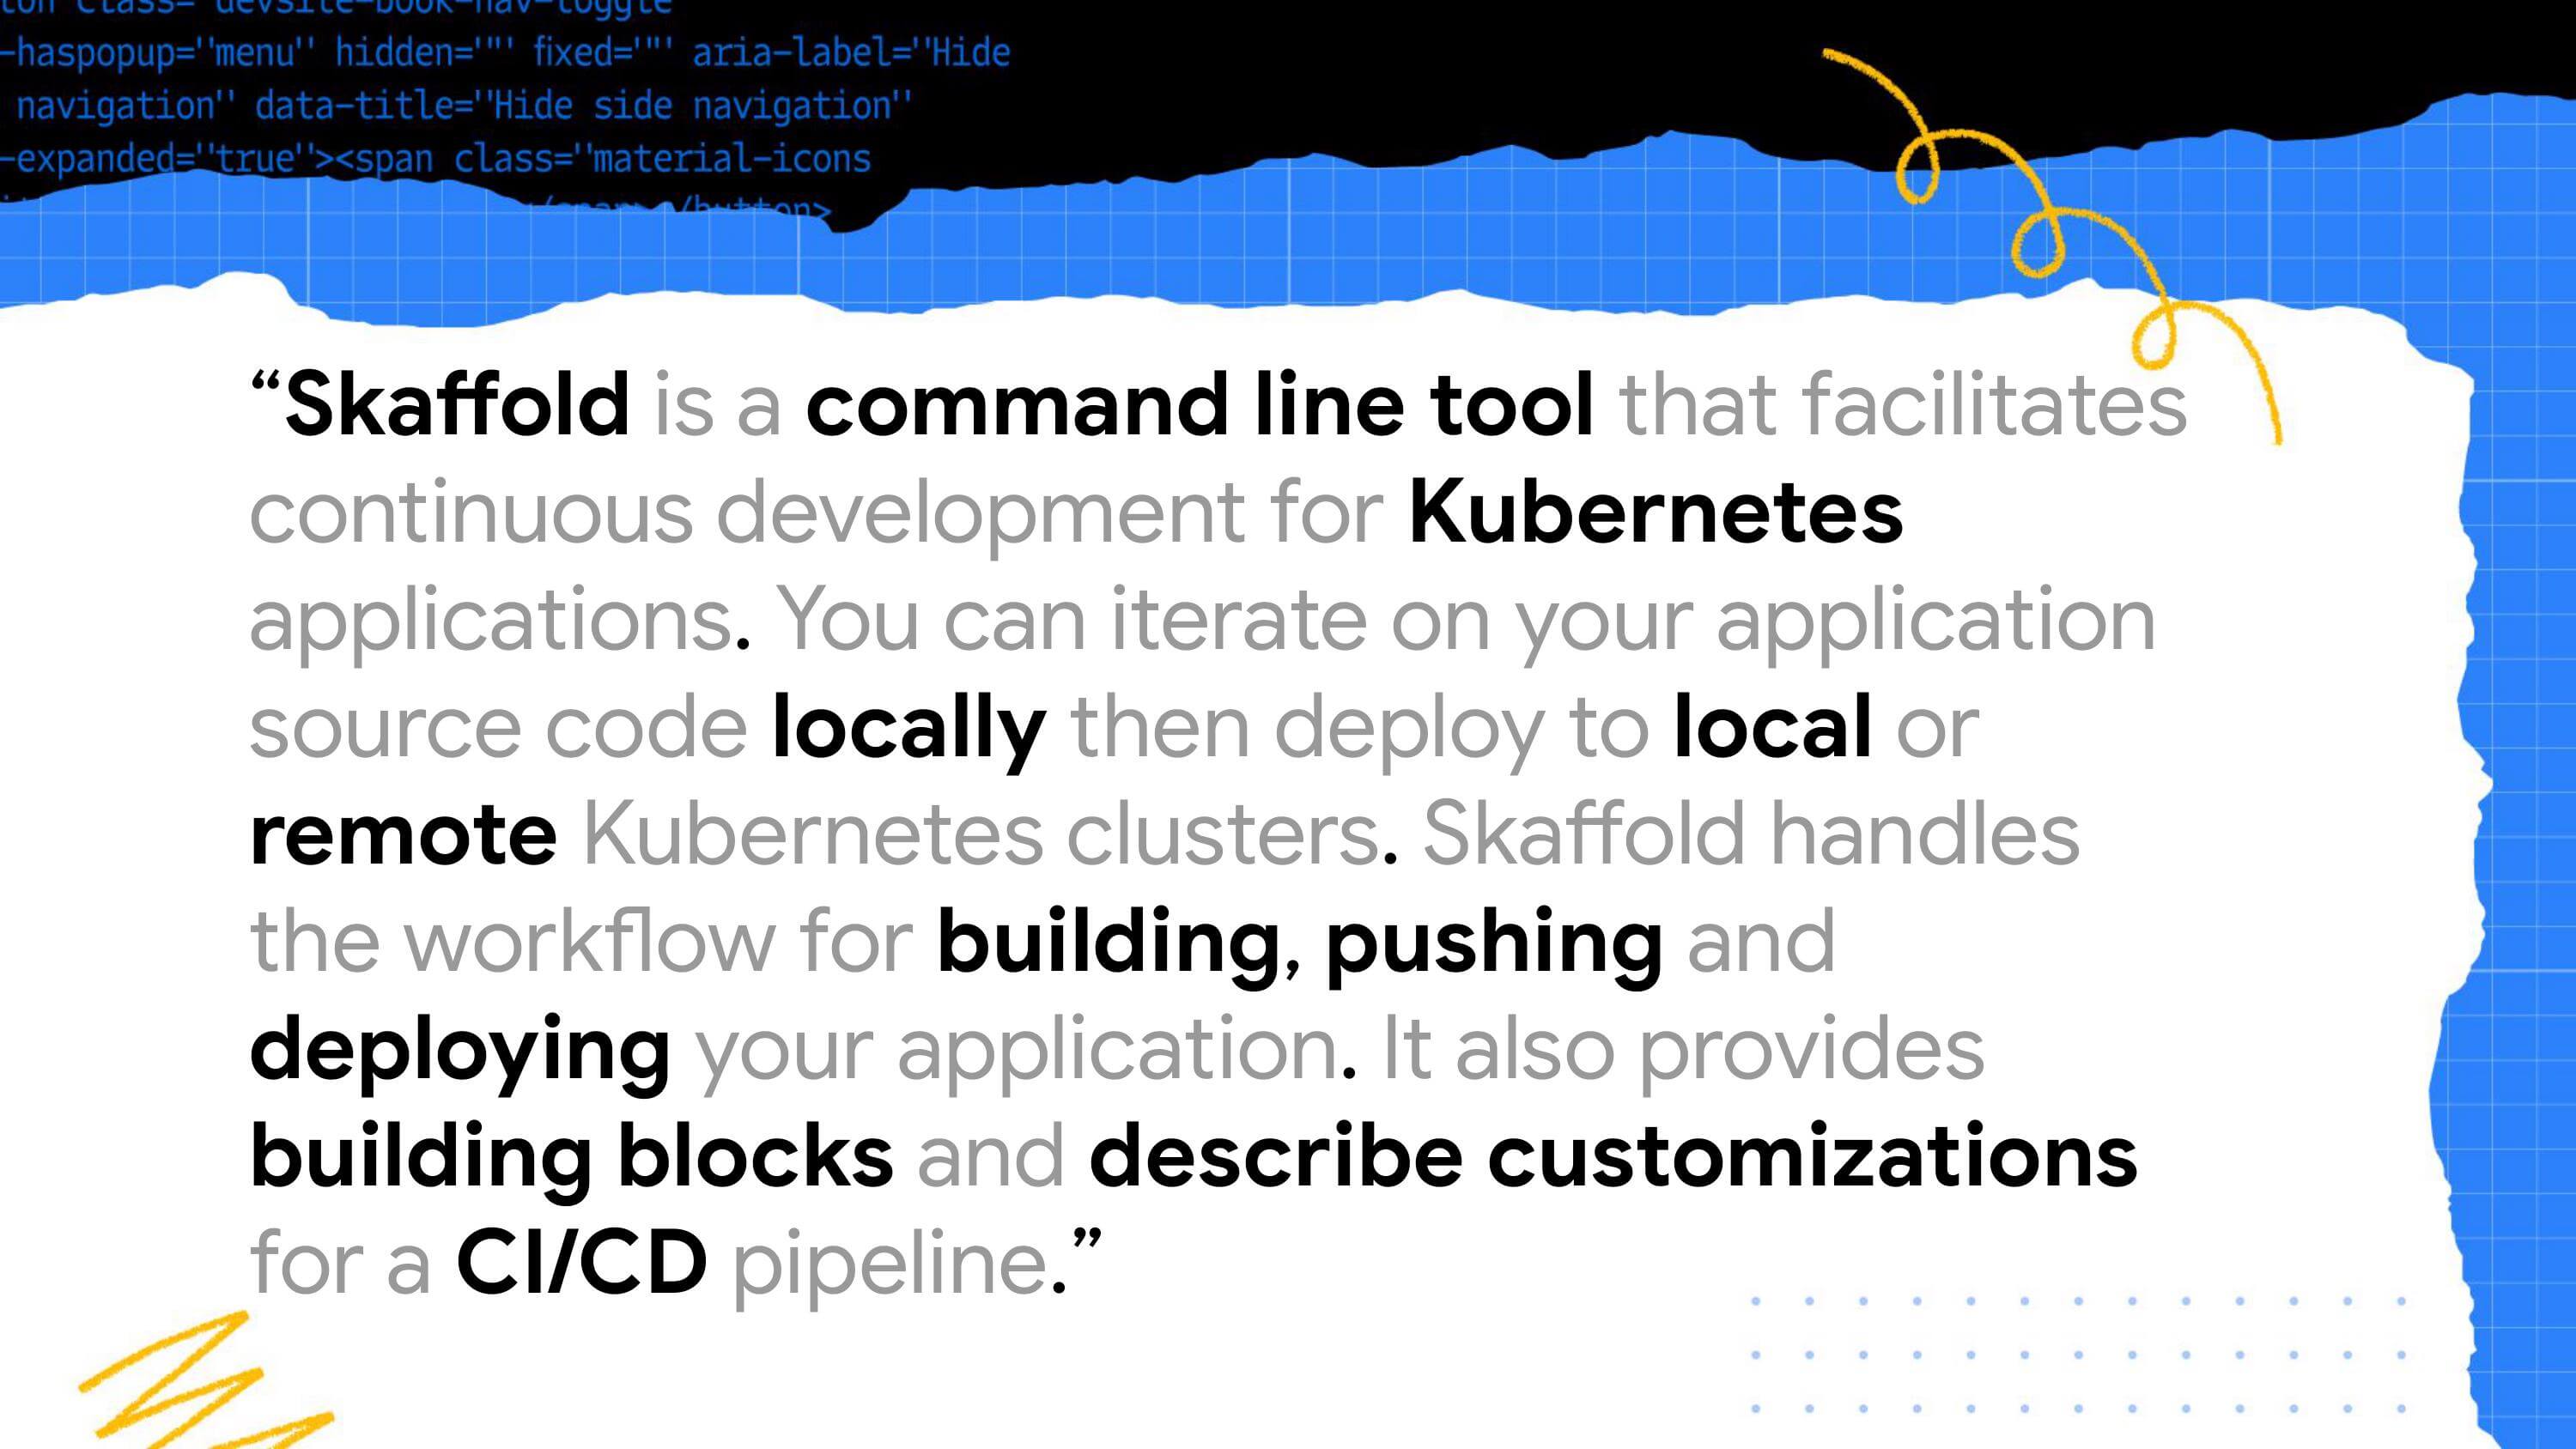 ton class="devsite-book-nav-toggle
-haspopup="menu" hidden="" fixed="" aria-label="Hide
navigation" data-title="Hide side navigation"
-expanded="true"><span class="material-icons
/span></button>
“Skaffold is a command line tool that facilitates
continuous development for Kubernetes
applications. You can iterate on your application
source code locally then deploy to local or
remote Kubernetes clusters. Skaffold handles
the workflow for building, pushing and
deploying your application. It also provides
building blocks and describe customizations
for a CI/CD pipeline.”